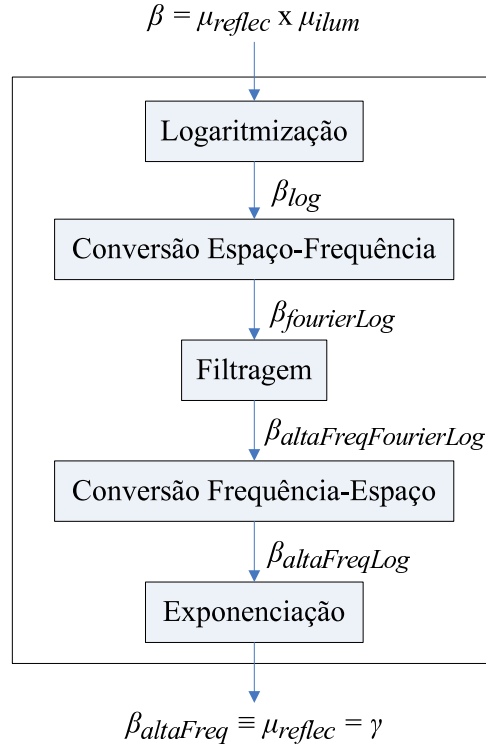 β = μreflec x μilum
Logaritmização
βlog
Conversão Espaço-Frequência
βfourierLog
Filtragem
βaltaFreqFourierLog
Conversão Frequência-Espaço
βaltaFreqLog
Exponenciação
βaltaFreq ≡ μreflec = γ